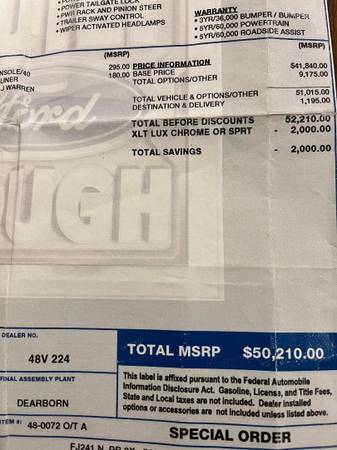 • POWER TAILGATE LOCK
• PWR RACK AND PINION STEER
• TRAILER SWAY CONTROL
• WIPER ACTIVATED HEADLAMPS
WARRANTY
• 3YR/36,000 BUMPER / BUMPER
• 5YR/60,000 POWERTRAIN
• 5YR/60,000 ROADSIDE ASSIST
(MSRP) (MSRP)
NSOLE/40 295.00 PRICE INFORMATION
LINER 180.00 BASE PRICE $41,840.00
J WARREN TOTAL OPTIONS/OTHER 9,175.00
TOTAL VEHICLE & OPTIONS/OTHER 51,015.00
DESTINATION & DELIVERY 1,195.00
TOTAL BEFORE DISCOUNTS 52,210.00
XLT LUX CHROME OR SPRT - 2,000.00
TOTAL SAVINGS - 2,000.00
Ford
UGH
DEALER NO.
48V 224
TOTAL MSRP $50,210.00
FINAL ASSEMBLY PLANT
DEARBORN
This label is affixed pursuant to the Federal Automobile
Information Disclosure Act. Gasoline, License, and Title Fees,
State and Local taxes are not included. Dealer installed
options or accessories are not included unless listed above.
ITEM #: 48-0072 O/T A
SPECIAL ORDER